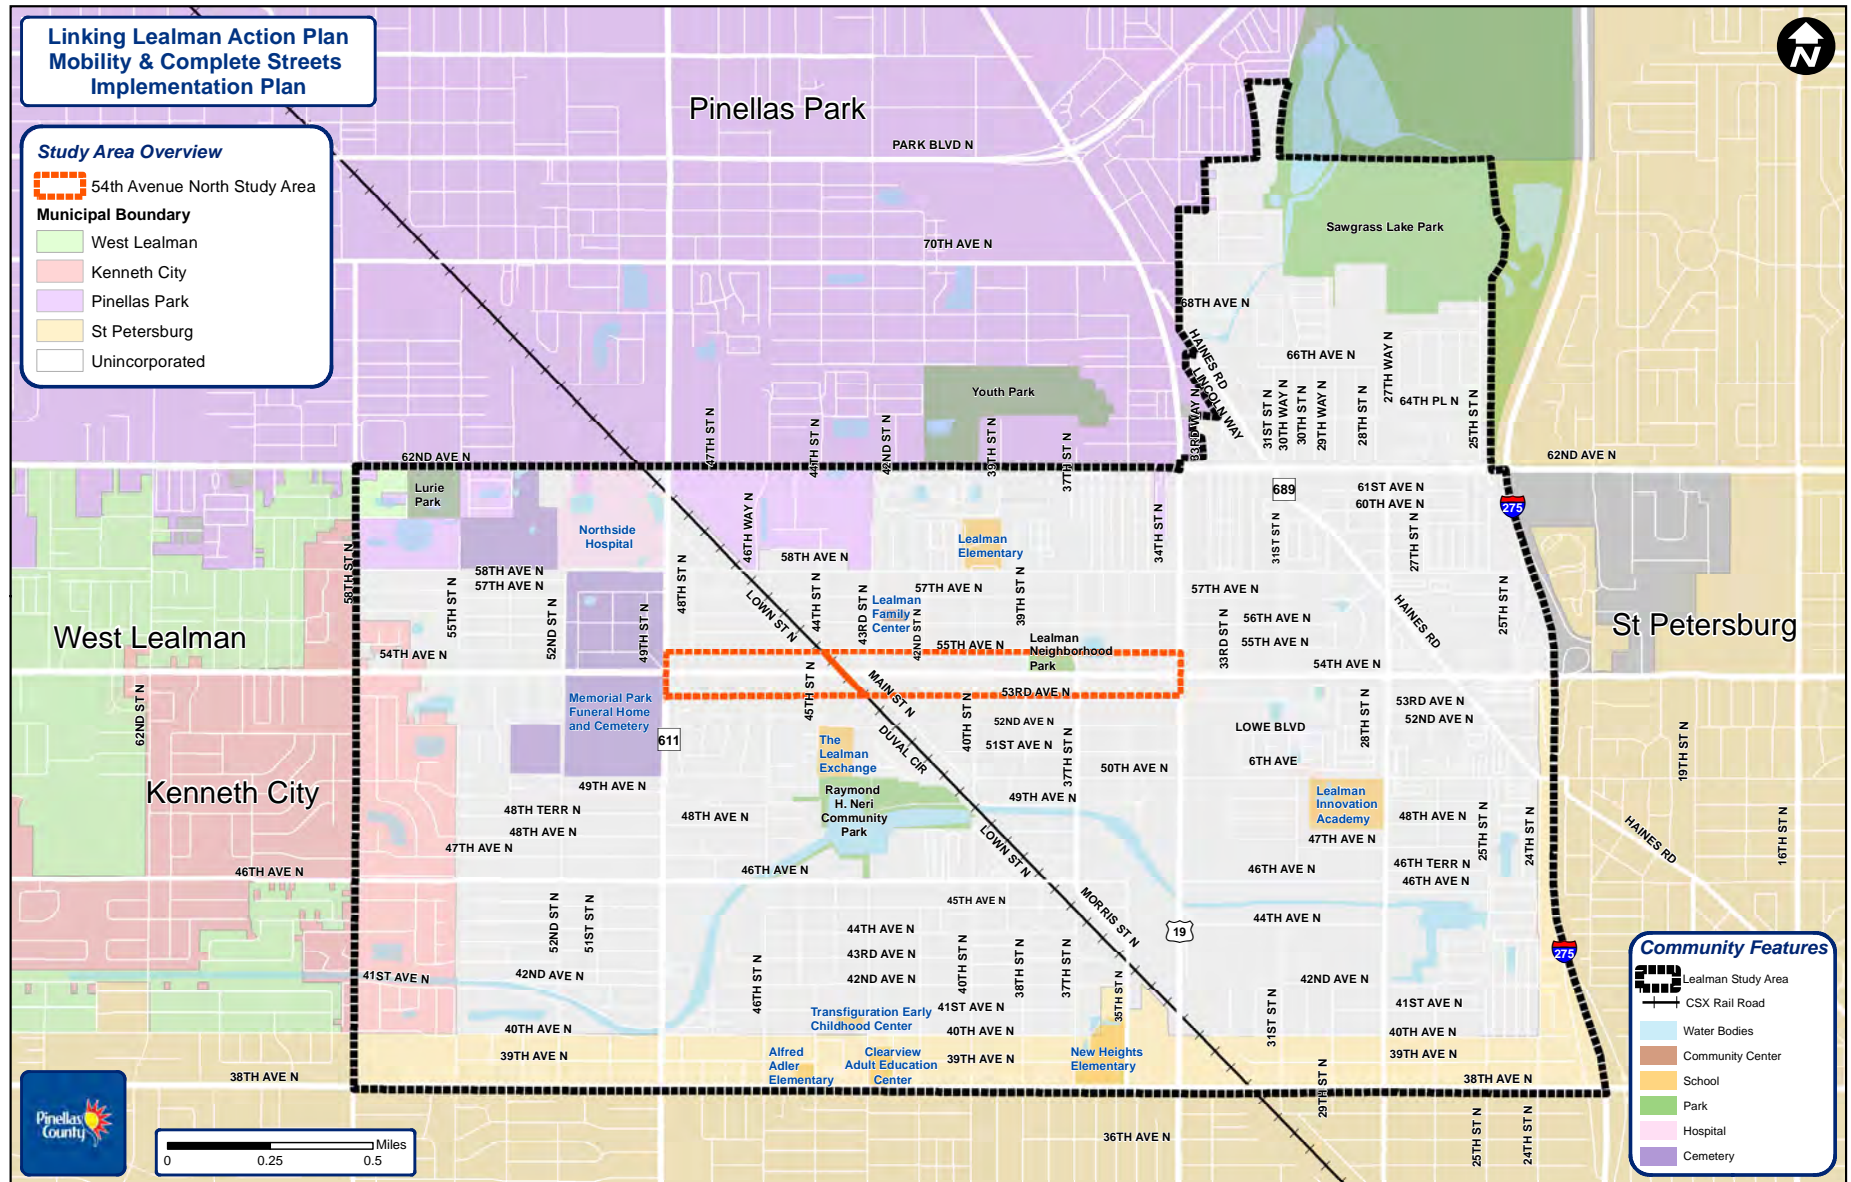 Linking Lealman Action Plan
Mobility & Complete Streets
Implementation Plan
N
Study Area Overview
54th Avenue North Study Area
Municipal Boundary
West Lealman
Kenneth City
Pinellas Park
St Petersburg
Unincorporated
Pinellas Park
PARK BLVD N
70TH AVE N
Sawgrass Lake Park
68TH AVE N
HAINES RD
LINCOLN WAY
33RD WAY N
66TH AVE N
27TH WAY N
64TH PL N
31ST ST N
30TH WAY N
30TH ST N
29TH WAY N
28TH ST N
25TH ST N
Youth Park
47TH ST N
44TH ST N
42ND ST N
39TH ST N
37TH ST N
62ND AVE N
62ND AVE N
Lurie
Park
689
61ST AVE N
60TH AVE N
275
Northside
Hospital
46TH WAY N
Lealman
Elementary
34TH ST N
31ST ST N
27TH ST N
58TH ST N
58TH AVE N
58TH AVE N
57TH AVE N
57TH AVE N
57TH AVE N
55TH ST N
52ND ST N
49TH ST N
48TH ST N
LOWN ST N
44TH ST N
43RD ST N
Lealman
Family
Center
42ND ST N
39TH ST N
33RD ST N
56TH AVE N
55TH AVE N
HAINES RD
25TH ST N
West Lealman
St Petersburg
54TH AVE N
55TH AVE N
Lealman
Neighborhood
Park
54TH AVE N
62ND ST N
Memorial Park
Funeral Home
and Cemetery
45TH ST N
MAIN ST N
53RD AVE N
53RD AVE N
52ND AVE N
611
40TH ST N
52ND AVE N
51ST AVE N
37TH ST N
LOWE BLVD
28TH ST N
19TH ST N
The
Lealman
Exchange
DUVAL CIR
50TH AVE N
6TH AVE
Kenneth City
49TH AVE N
Raymond
H. Neri
Community
Park
49TH AVE N
Lealman
Innovation
Academy
48TH TERR N
48TH AVE N
48TH AVE N
48TH AVE N
25TH ST N
24TH ST N
HAINES RD
16TH ST N
47TH AVE N
LOWN ST N
47TH AVE N
46TH AVE N
46TH AVE N
46TH AVE N
46TH TERR N
46TH AVE N
45TH AVE N
MORRIS ST N
52ND ST N
51ST ST N
44TH AVE N
44TH AVE N
19
43RD AVE N
40TH ST N
38TH ST N
37TH ST N
275
41ST AVE N
42ND AVE N
46TH ST N
42ND AVE N
35TH ST N
42ND AVE N
31ST ST N
41ST AVE N
41ST AVE N
Transfiguration Early
Childhood Center
40TH AVE N
40TH AVE N
40TH AVE N
39TH AVE N
Alfred
Adler
Elementary
Clearview
Adult Education
Center
39TH AVE N
New Heights
Elementary
39TH AVE N
38TH AVE N
38TH AVE N
29TH ST N
36TH AVE N
25TH ST N
24TH ST N
Pinellas
County
Miles
0
0.25
0.5
Community Features
Lealman Study Area
CSX Rail Road
Water Bodies
Community Center
School
Park
Hospital
Cemetery